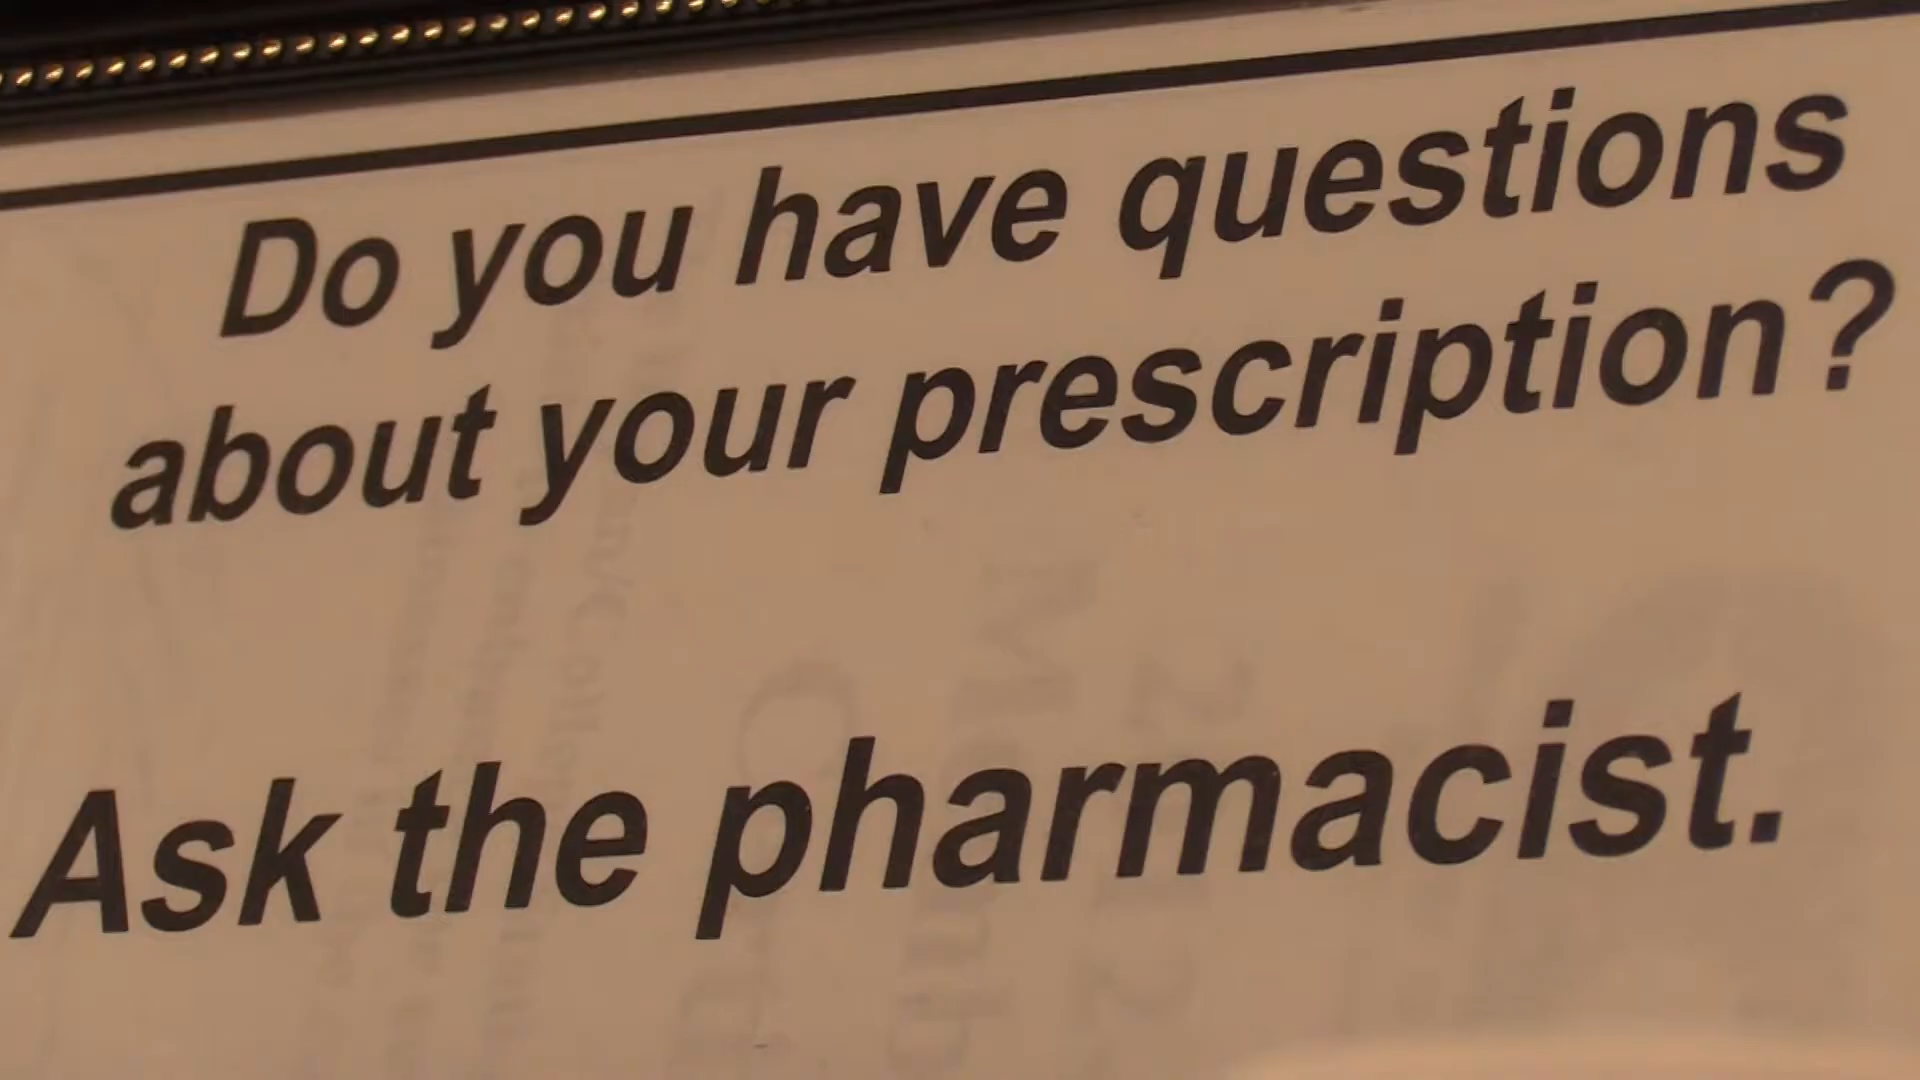 Do you have questions
about your prescription?
Ask the pharmacist.